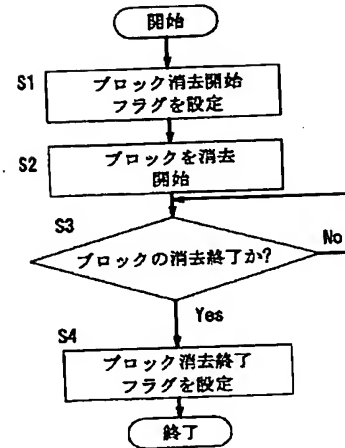 開始
S1
ブロック消去開始
フラグを設定
S2
ブロックを消去
開始
S3
ブロックの消去終了か?
No
Yes
S4
ブロック消去終了
フラグを設定
終了